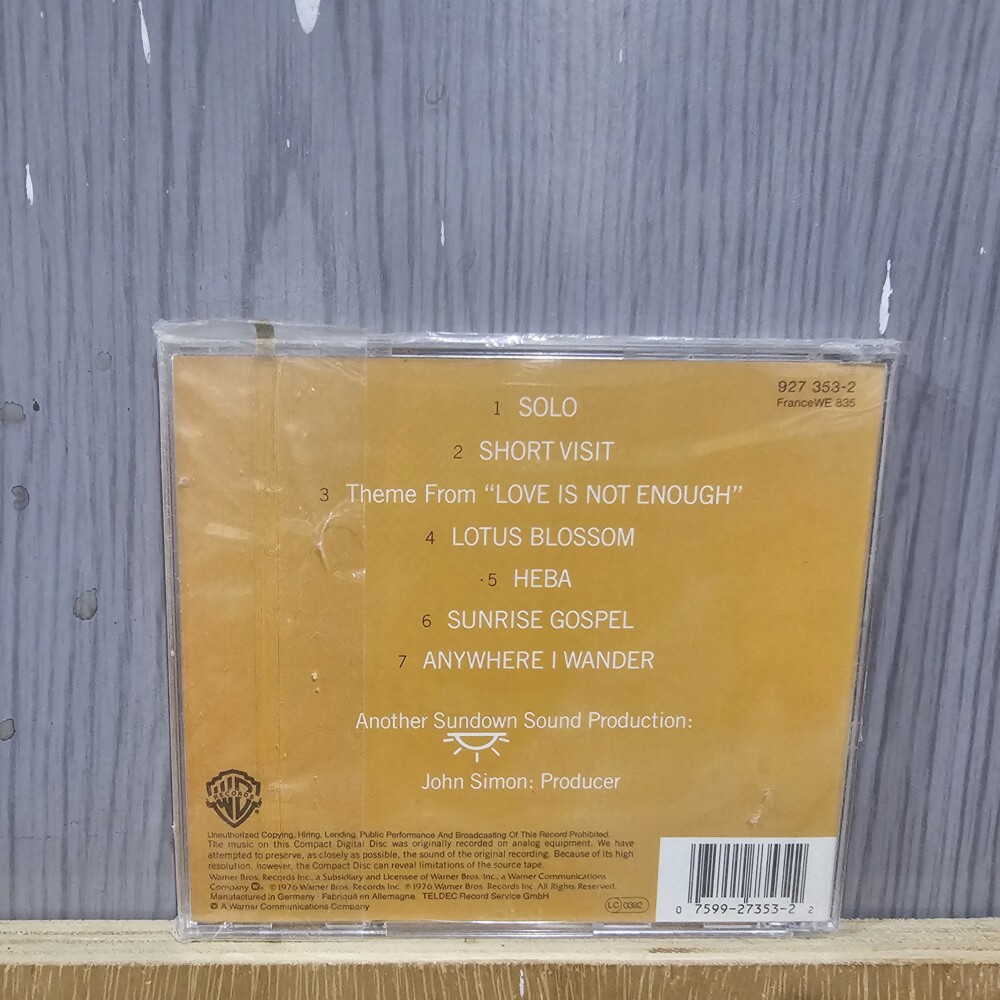 927 353-2
FranceWE 835
1 SOLO
2 SHORT VISIT
3 Theme From “LOVE IS NOT ENOUGH”
4 LOTUS BLOSSOM
5 HEBA
6 SUNRISE GOSPEL
7 ANYWHERE I WANDER
Another Sundown Sound Production:
John Simon: Producer
WB
RECORDS
Unauthorized Copying, Hiring, Lending, Public Performance And Broadcasting Of This Record Prohibited.
The music on this Compact Digital Disc was originally recorded on analog equipment. We have
attempted to preserve, as closely as possible, the sound of the original recording. Because of its high
resolution, however, the Compact Disc can reveal limitations of the source tape.
Warner Bros. Records Inc., a Subsidiary and Licensee of Warner Bros. Inc., a Warner Communications
Company W. © 1976 Warner Bros. Records Inc. ℗ 1976 Warner Bros. Records Inc. All Rights Reserved.
Manufactured in Germany · Fabriqué en Allemagne. TELDEC Record Service GmbH
W A Warner Communications Company
LC 0392
0 7599-27353-2 2